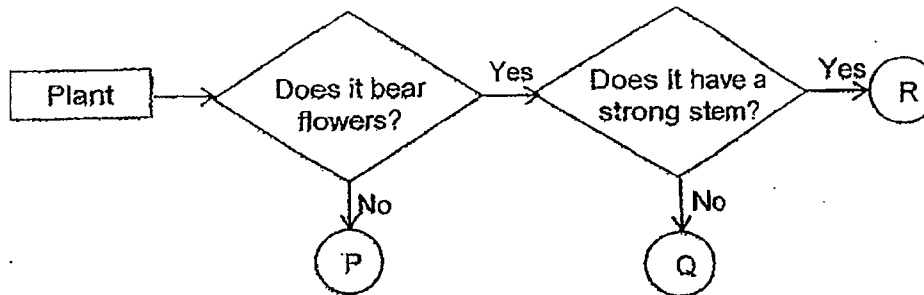 Plant
Does it bear
flowers?
Yes
Does it have a
strong stem?
Yes
R
No
P
No
Q